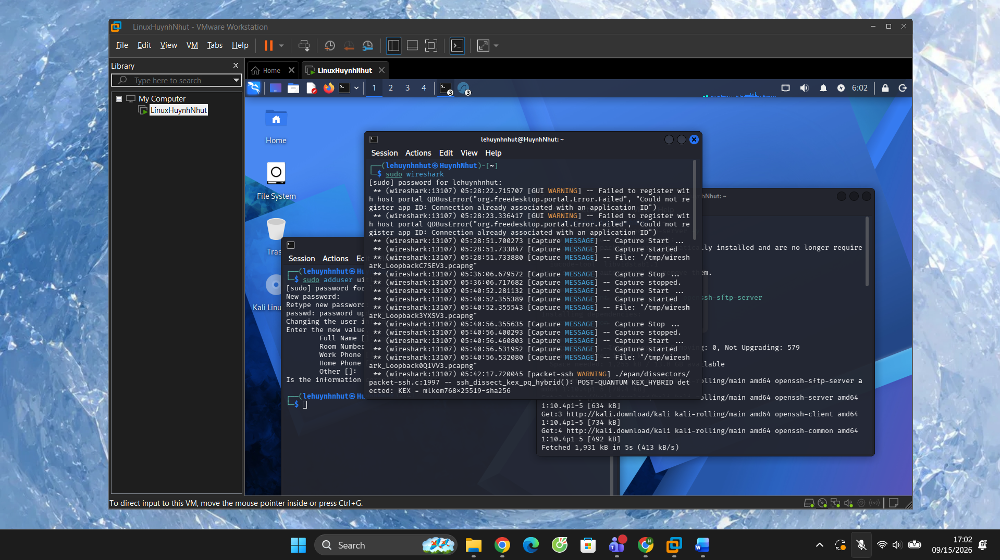 LinuxHuynhNhut - VMware Workstation
File Edit View VM Tabs Help
Library
Type here to search
My Computer
LinuxHuynhNhut
Home
LinuxHuynhNhut
1 2 3 4
3
3
6:02
Home
File System
Kali Linu
lehuynhnhut@HuynhNhut: ~
Session Actions Edit View Help
┌──(lehuynhnhut㉿HuynhNhut)-[~]
└─$ sudo wireshark
[sudo] password for lehuynhnhut:
** (wireshark:13107) 05:28:22.715707 [GUI WARNING] -- Failed to register wit
h host portal QDBusError("org.freedesktop.portal.Error.Failed", "Could not re
gister app ID: Connection already associated with an application ID")
** (wireshark:13107) 05:28:23.336417 [GUI WARNING] -- Failed to register wit
h host portal QDBusError("org.freedesktop.portal.Error.Failed", "Could not re
gister app ID: Connection already associated with an application ID")
** (wireshark:13107) 05:28:51.700273 [Capture MESSAGE] -- Capture Start ...
** (wireshark:13107) 05:28:51.733847 [Capture MESSAGE] -- Capture started
** (wireshark:13107) 05:28:51.733880 [Capture MESSAGE] -- File: "/tmp/wiresh
ark_LoopbackC7SEV3.pcapng"
** (wireshark:13107) 05:36:06.679572 [Capture MESSAGE] -- Capture Stop ...
** (wireshark:13107) 05:36:06.717682 [Capture MESSAGE] -- Capture stopped.
** (wireshark:13107) 05:40:52.281132 [Capture MESSAGE] -- Capture Start ...
** (wireshark:13107) 05:40:52.355389 [Capture MESSAGE] -- Capture started
** (wireshark:13107) 05:40:52.355543 [Capture MESSAGE] -- File: "/tmp/wiresh
ark_Loopback3YXSV3.pcapng"
** (wireshark:13107) 05:40:56.355635 [Capture MESSAGE] -- Capture Stop ...
** (wireshark:13107) 05:40:56.400293 [Capture MESSAGE] -- Capture stopped.
** (wireshark:13107) 05:40:56.460803 [Capture MESSAGE] -- Capture Start ...
** (wireshark:13107) 05:40:56.531952 [Capture MESSAGE] -- Capture started
** (wireshark:13107) 05:40:56.532080 [Capture MESSAGE] -- File: "/tmp/wiresh
ark_Loopback0Q1VV3.pcapng"
** (wireshark:13107) 05:42:17.720045 [packet-ssh WARNING] ./epan/dissectors/
packet-ssh.c:1997 -- ssh_dissect_kex_pq_hybrid(): POST-QUANTUM KEX_HYBRID det
ected: KEX = mlkem768×25519-sha256
Session Actions Ed
┌──(lehuynhnhut㉿Hu
└─$ sudo adduser ui
[sudo] password for
New password:
Retype new password:
passwd: password up
Changing the user i
Enter the new value
Full Name [
Room Number
Work Phone
Home Phone
Other []:
Is the information
┌──(lehuynhnhut㉿Hu
└─$
hNhut: ~
ly installed and are no longer require
em.
sh-sftp-server
g: 0, Not Upgrading: 579
ilable
lling/main amd64 openssh-sftp-server a
lling/main amd64 openssh-server amd64
1:10.4p1-5 [634 kB]
Get:3 http://kali.download/kali kali-rolling/main amd64 openssh-client amd64
1:10.4p1-5 [734 kB]
Get:4 http://kali.download/kali kali-rolling/main amd64 openssh-common amd64
1:10.4p1-5 [492 kB]
Fetched 1,931 kB in 5s (413 kB/s)
To direct input to this VM, move the mouse pointer inside or press Ctrl+G.
Search
17:02
09/15/2026